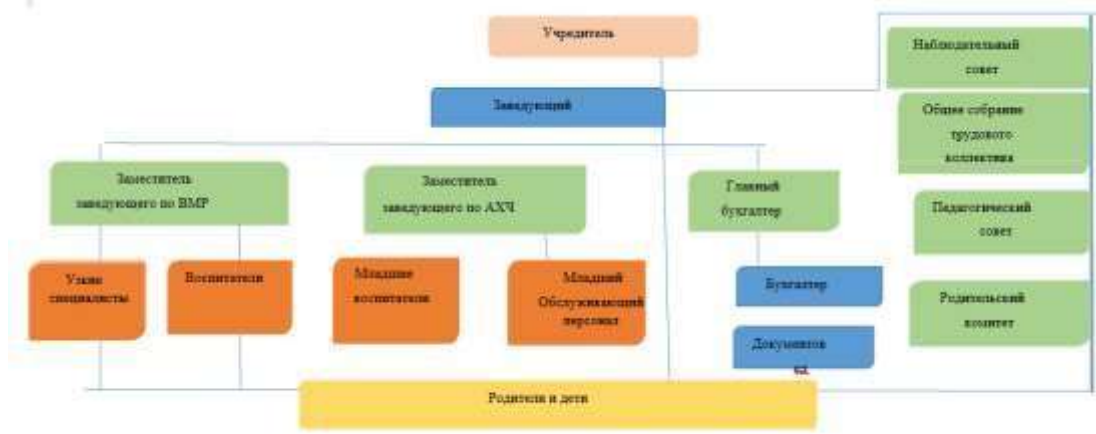 Учредитель
Наблюдательный
совет
Заведующий
Общее собрание
трудового
коллектива
Заместитель
заведующего по ВМР
Заместитель
заведующего по АХЧ
Главный
бухгалтер
Педагогический
совет
Узкие
специалисты
Воспитатели
Младшие
воспитатели
Младший
Обслуживающий
персонал
Бухгалтер
Родительский
комитет
Документов
ед.
Родители и дети